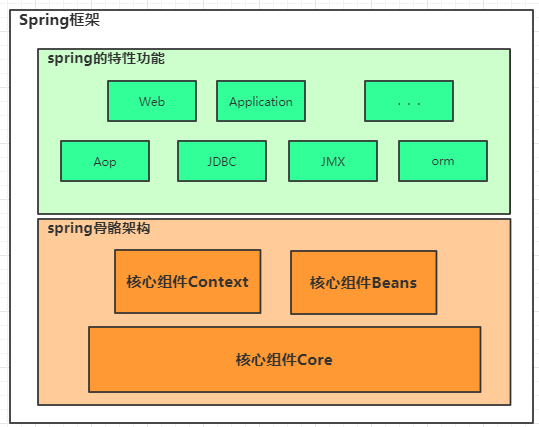 Spring框架
spring的特性功能
Web
Application
. . .
Aop
JDBC
JMX
orm
spring骨骼架构
核心组件Context
核心组件Beans
核心组件Core